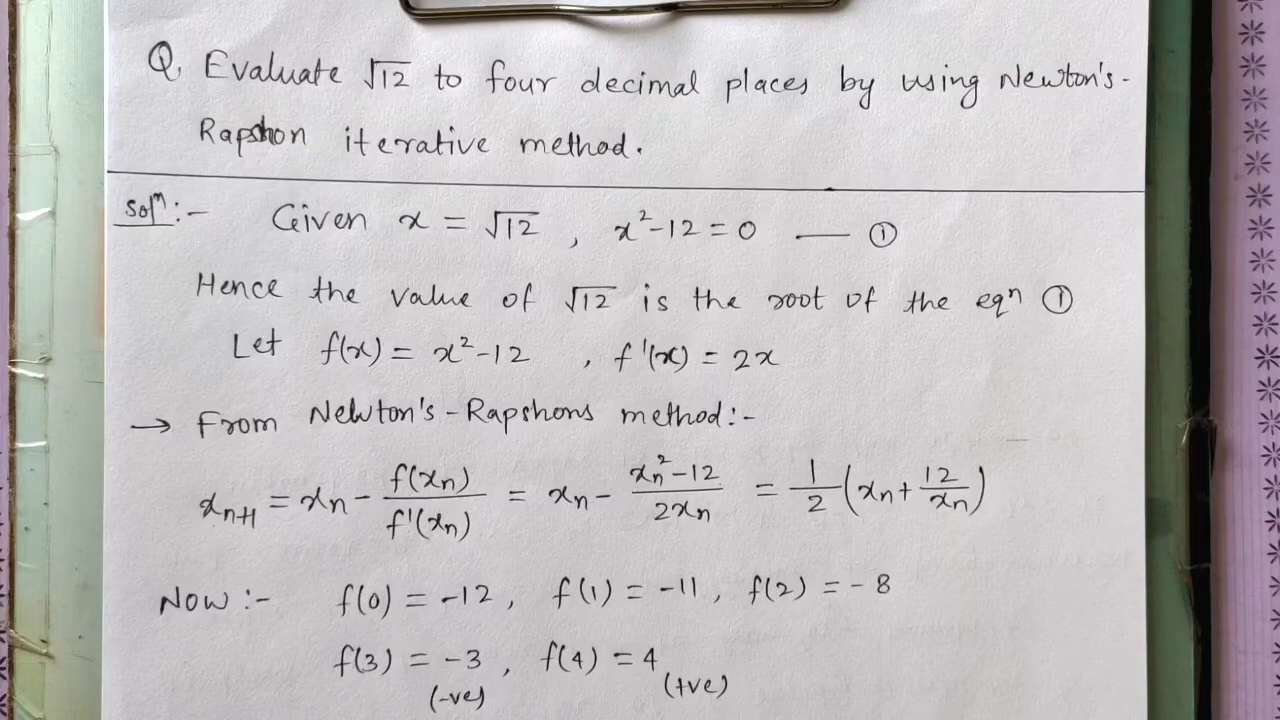 Q. Evaluate √12 to four decimal places by using Newton's-
Rapshon iterative method.
Solⁿ:- Given x = √12 , x²-12 = 0 — ①
Hence the value of √12 is the root of the eqⁿ ①
Let f(x) = x²-12 , f'(x) = 2x
→ From Newton's-Rapshons method:-
xₙ₊₁ = xₙ - f(xₙ)/f'(xₙ) = xₙ - (xₙ²-12)/(2xₙ) = 1/2 (xₙ + 12/xₙ)
Now :- f(0) = -12, f(1) = -11, f(2) = -8
f(3) = -3 , f(4) = 4
(-ve) (+ve)